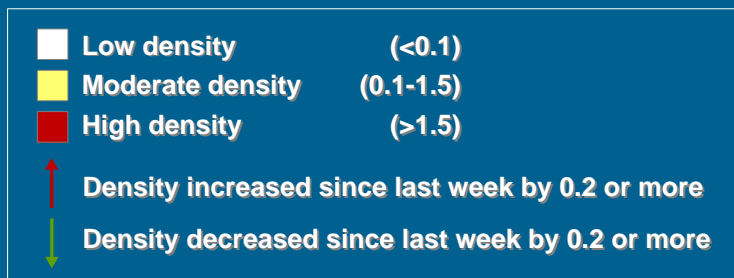 Low density (<0.1)
Moderate density (0.1-1.5)
High density (>1.5)
Density increased since last week by 0.2 or more
Density decreased since last week by 0.2 or more